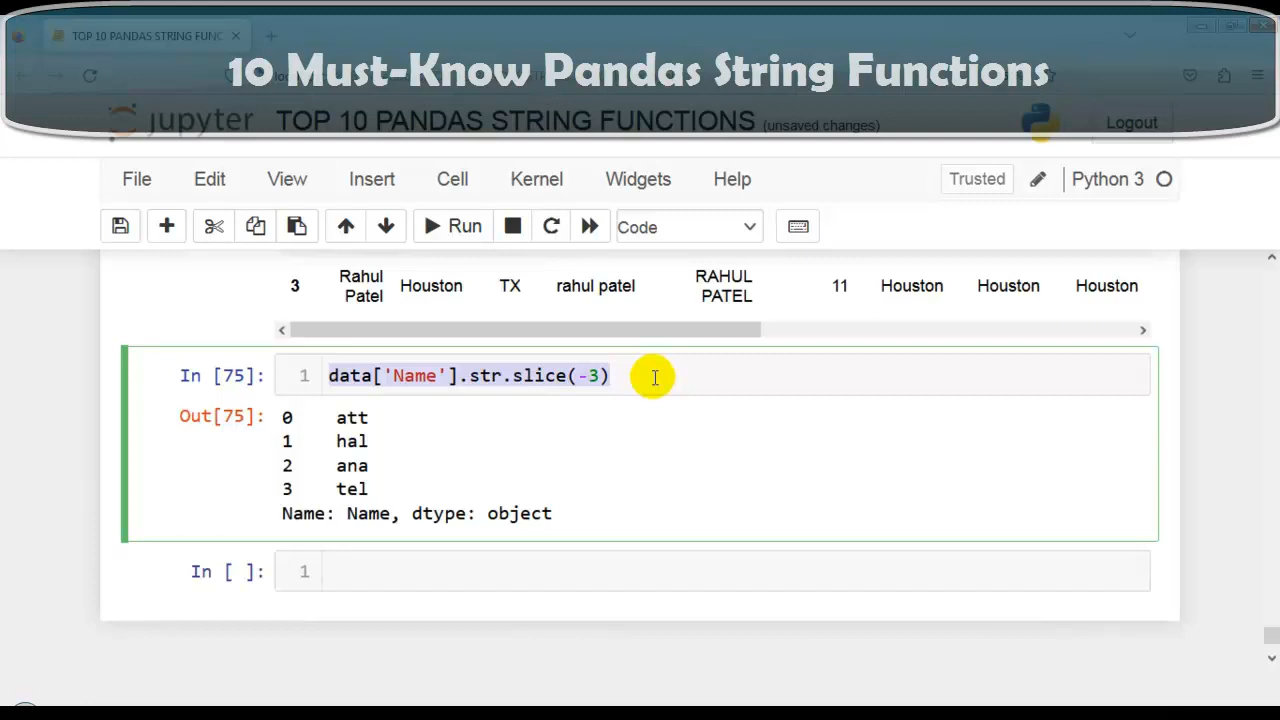 TOP 10 PANDAS STRING FUNC
10 Must-Know Pandas String Functions
jupyter TOP 10 PANDAS STRING FUNCTIONS (unsaved changes) Logout
File Edit View Insert Cell Kernel Widgets Help Trusted Python 3
Run Code
3 Rahul Patel Houston TX rahul patel RAHUL PATEL 11 Houston Houston Houston
In [75]: 1 data['Name'].str.slice(-3)
Out[75]: 0 att
1 hal
2 ana
3 tel
Name: Name, dtype: object
In [ ]: 1